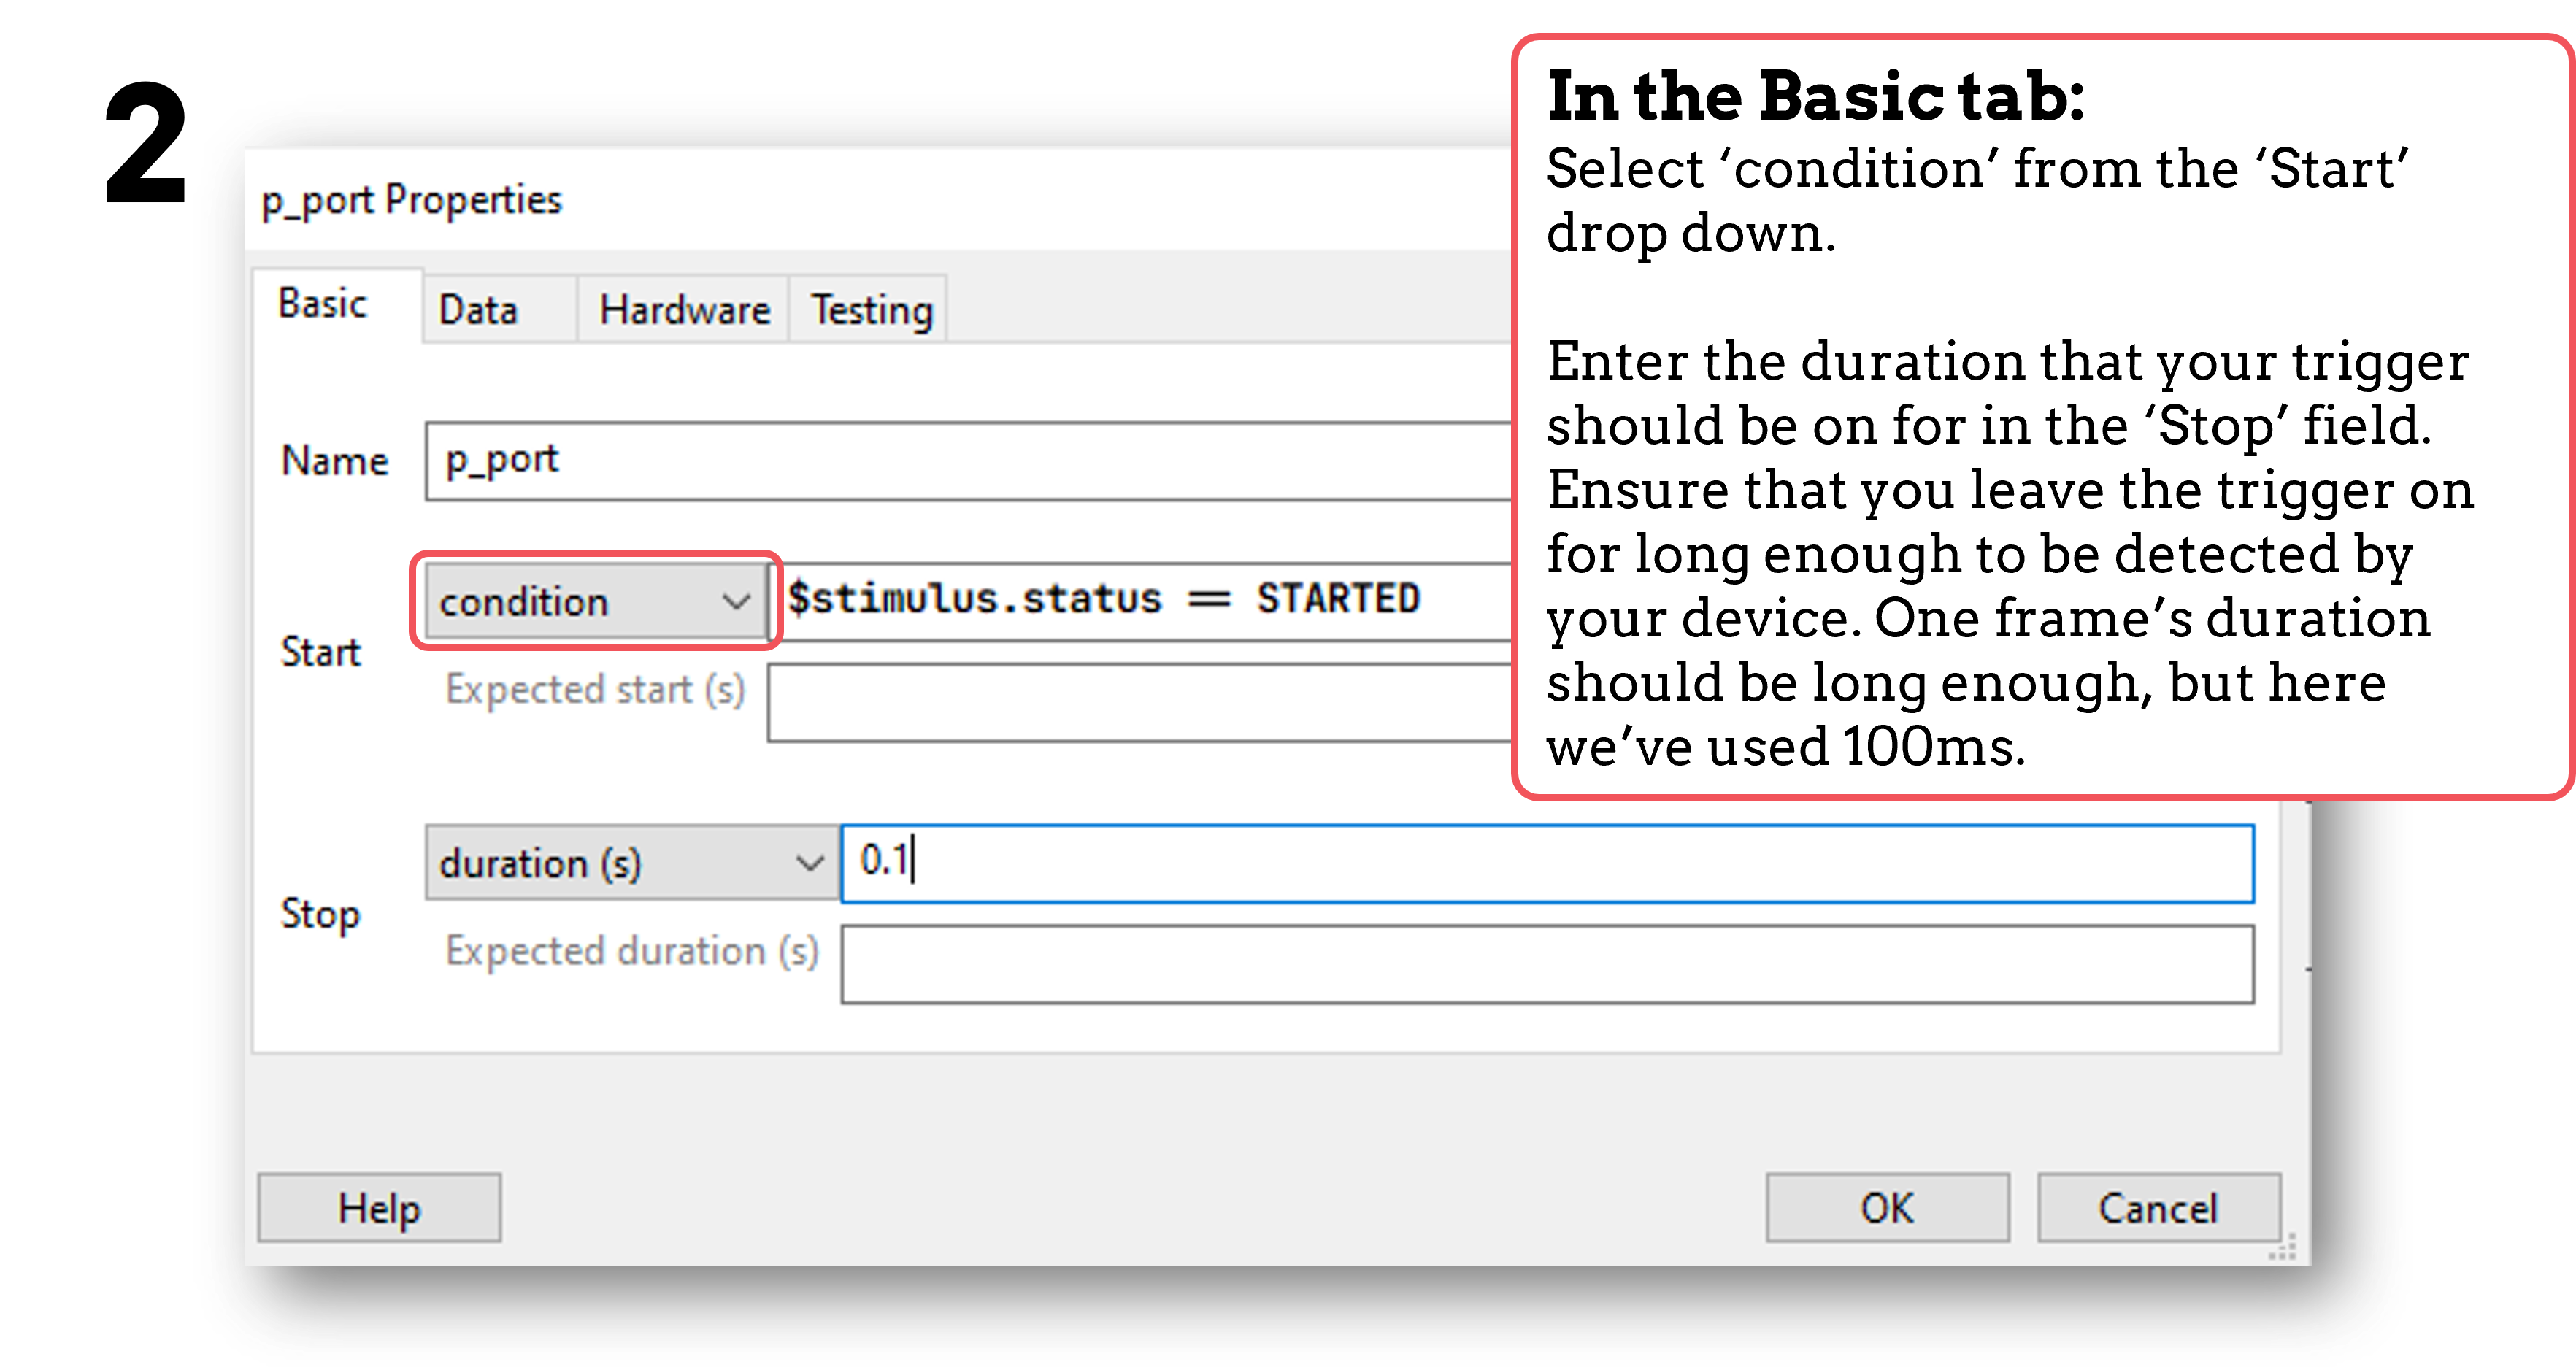 2
In the Basic tab:
Select ‘condition’ from the ‘Start’
drop down.
Enter the duration that your trigger
should be on for in the ‘Stop’ field.
Ensure that you leave the trigger on
for long enough to be detected by
your device. One frame’s duration
should be long enough, but here
we’ve used 100ms.
p_port Properties
Basic Data Hardware Testing
Name p_port
Start condition $stimulus.status == STARTED
Expected start (s)
Stop duration (s) 0.1
Expected duration (s)
Help OK Cancel